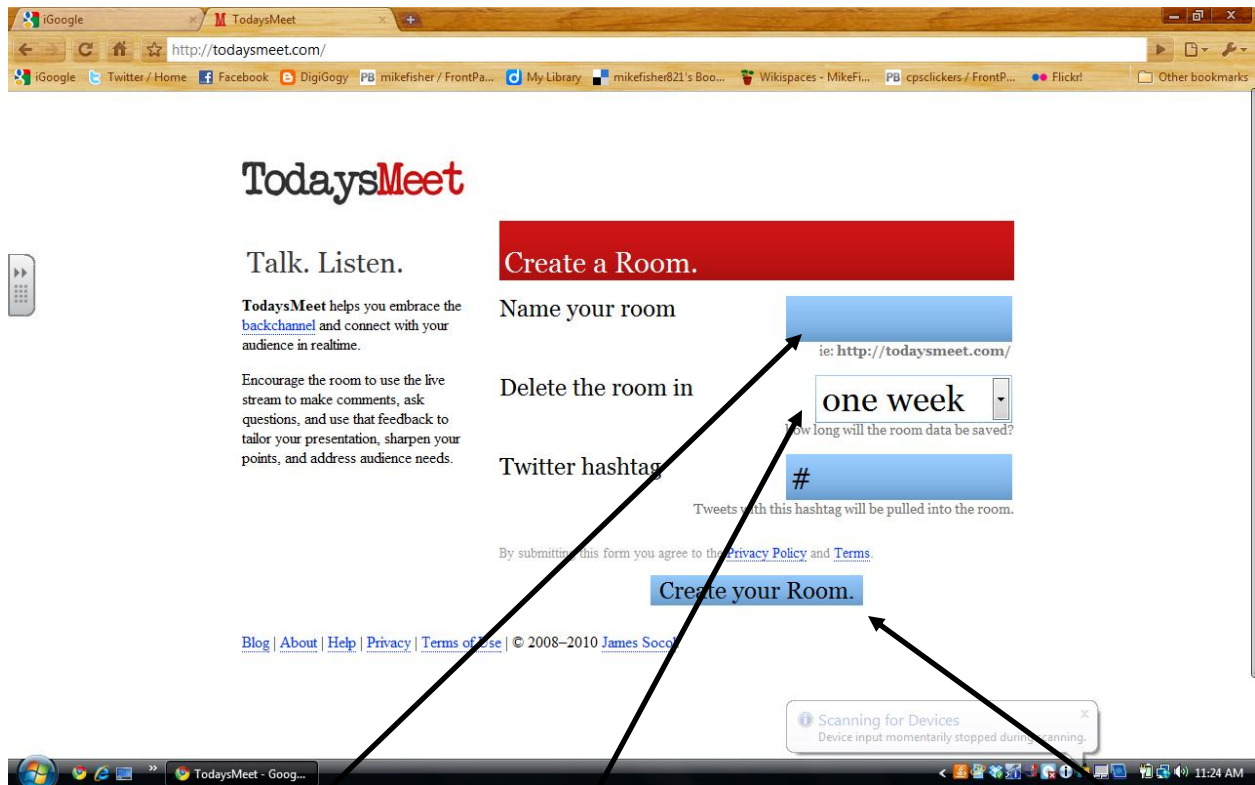 iGoogle
TodaysMeet
http://todaysmeet.com/
iGoogle
Twitter / Home
Facebook
DigiGogy
PB mikefisher / FrontPa...
My Library
mikefisher821's Boo...
Wikispaces - MikeFi...
PB cpsclickers / FrontP...
Flickr!
Other bookmarks
TodaysMeet
Talk. Listen.
TodaysMeet helps you embrace the
backchannel and connect with your
audience in realtime.
Encourage the room to use the live
stream to make comments, ask
questions, and use that feedback to
tailor your presentation, sharpen your
points, and address audience needs.
Create a Room.
Name your room
ie: http://todaysmeet.com/
Delete the room in
one week
how long will the room data be saved?
Twitter hashtag
#
Tweets with this hashtag will be pulled into the room.
By submitting this form you agree to the Privacy Policy and Terms.
Create your Room.
Blog | About | Help | Privacy | Terms of Use | © 2008–2010 James Socol
Scanning for Devices
Device input momentarily stopped during scanning.
TodaysMeet - Goog...
11:24 AM